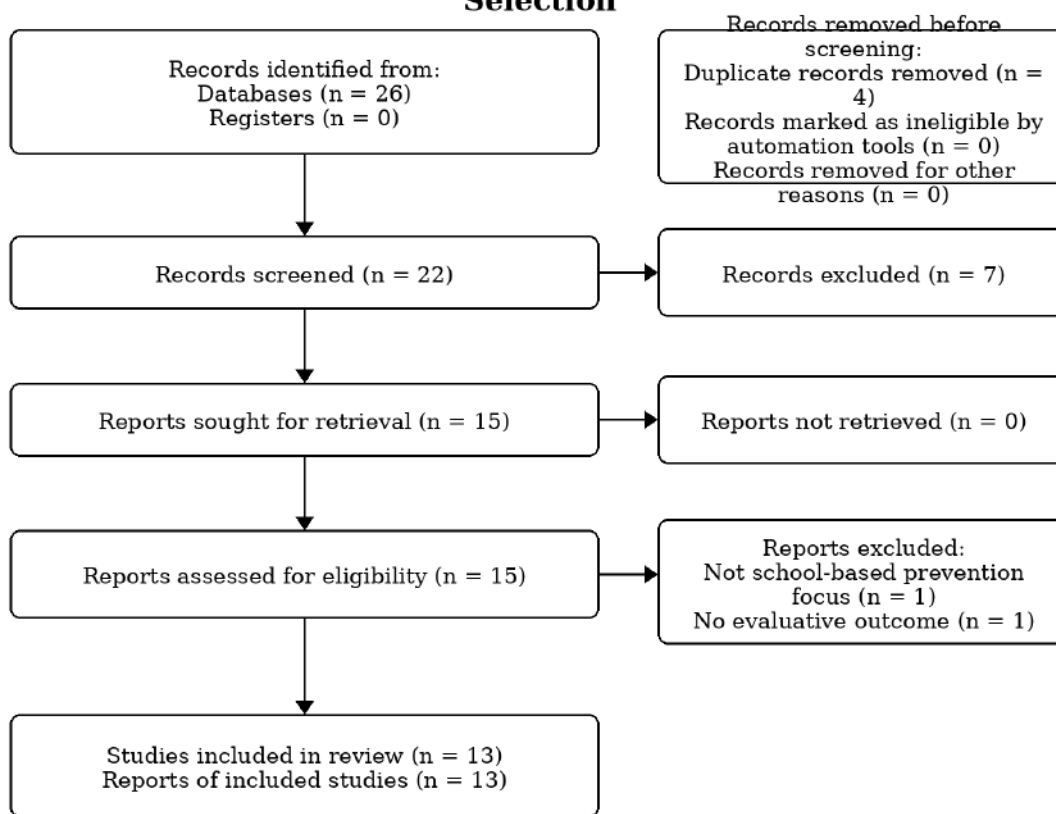 Selection
Records identified from:
Databases (n = 26)
Registers (n = 0)
Records removed before
screening:
Duplicate records removed (n =
4)
Records marked as ineligible by
automation tools (n = 0)
Records removed for other
reasons (n = 0)
Records screened (n = 22)
Records excluded (n = 7)
Reports sought for retrieval (n = 15)
Reports not retrieved (n = 0)
Reports assessed for eligibility (n = 15)
Reports excluded:
Not school-based prevention
focus (n = 1)
No evaluative outcome (n = 1)
Studies included in review (n = 13)
Reports of included studies (n = 13)